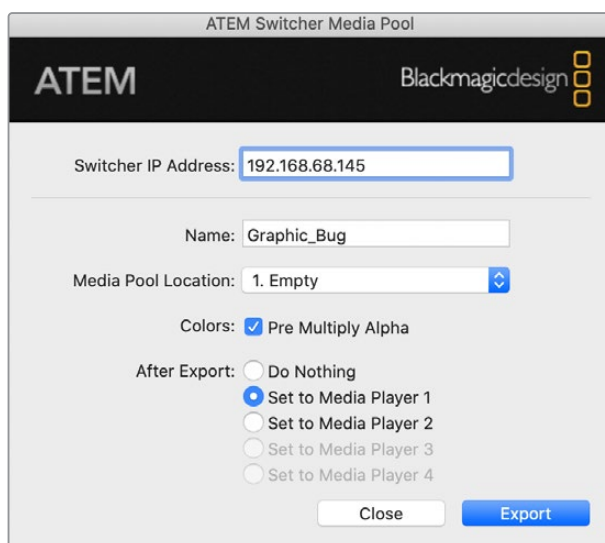 ATEM Switcher Media Pool
ATEM
Blackmagicdesign
Switcher IP Address: 192.168.68.145
Name: Graphic_Bug
Media Pool Location: 1. Empty
Colors: Pre Multiply Alpha
After Export: Do Nothing
Set to Media Player 1
Set to Media Player 2
Set to Media Player 3
Set to Media Player 4
Close Export